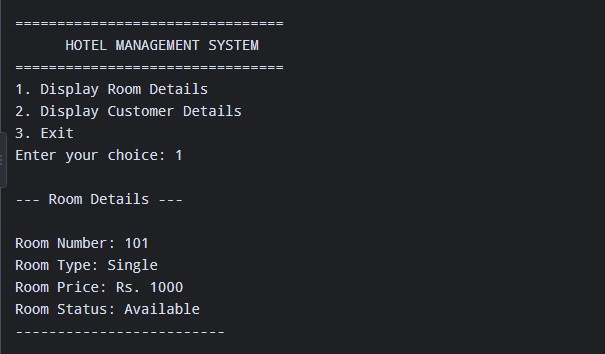 ================================
HOTEL MANAGEMENT SYSTEM
================================
1. Display Room Details
2. Display Customer Details
3. Exit
Enter your choice: 1
--- Room Details ---
Room Number: 101
Room Type: Single
Room Price: Rs. 1000
Room Status: Available
-------------------------